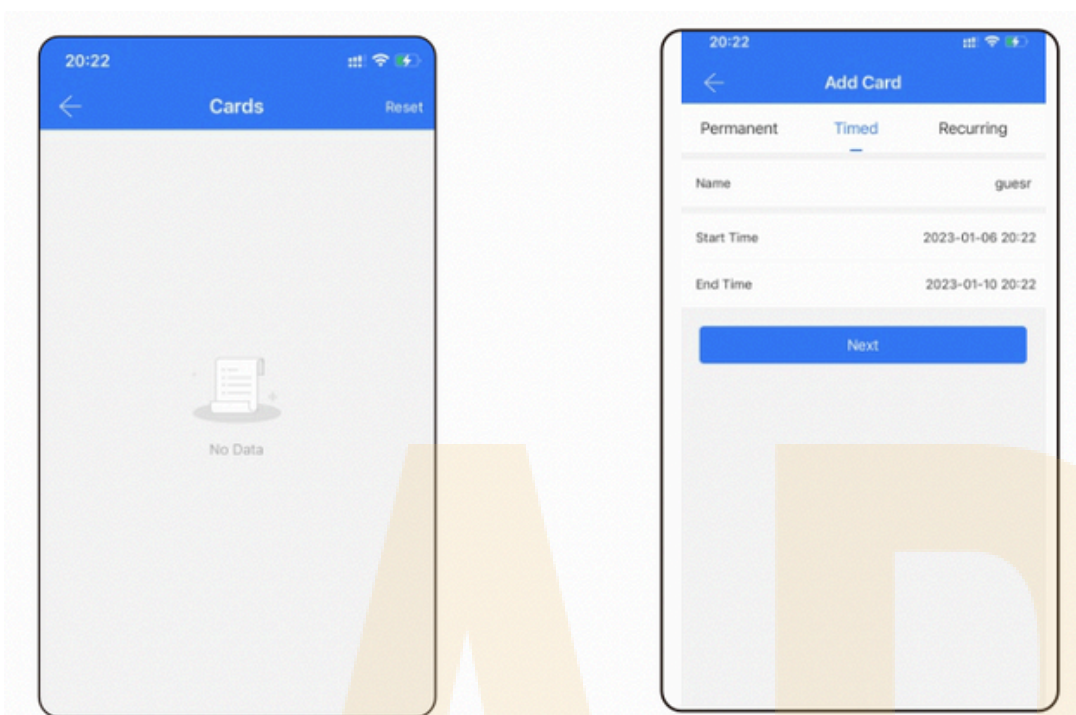 20:22
Cards
Reset
No Data
20:22
Add Card
Permanent Timed Recurring
Name guesr
Start Time 2023-01-06 20:22
End Time 2023-01-10 20:22
Next